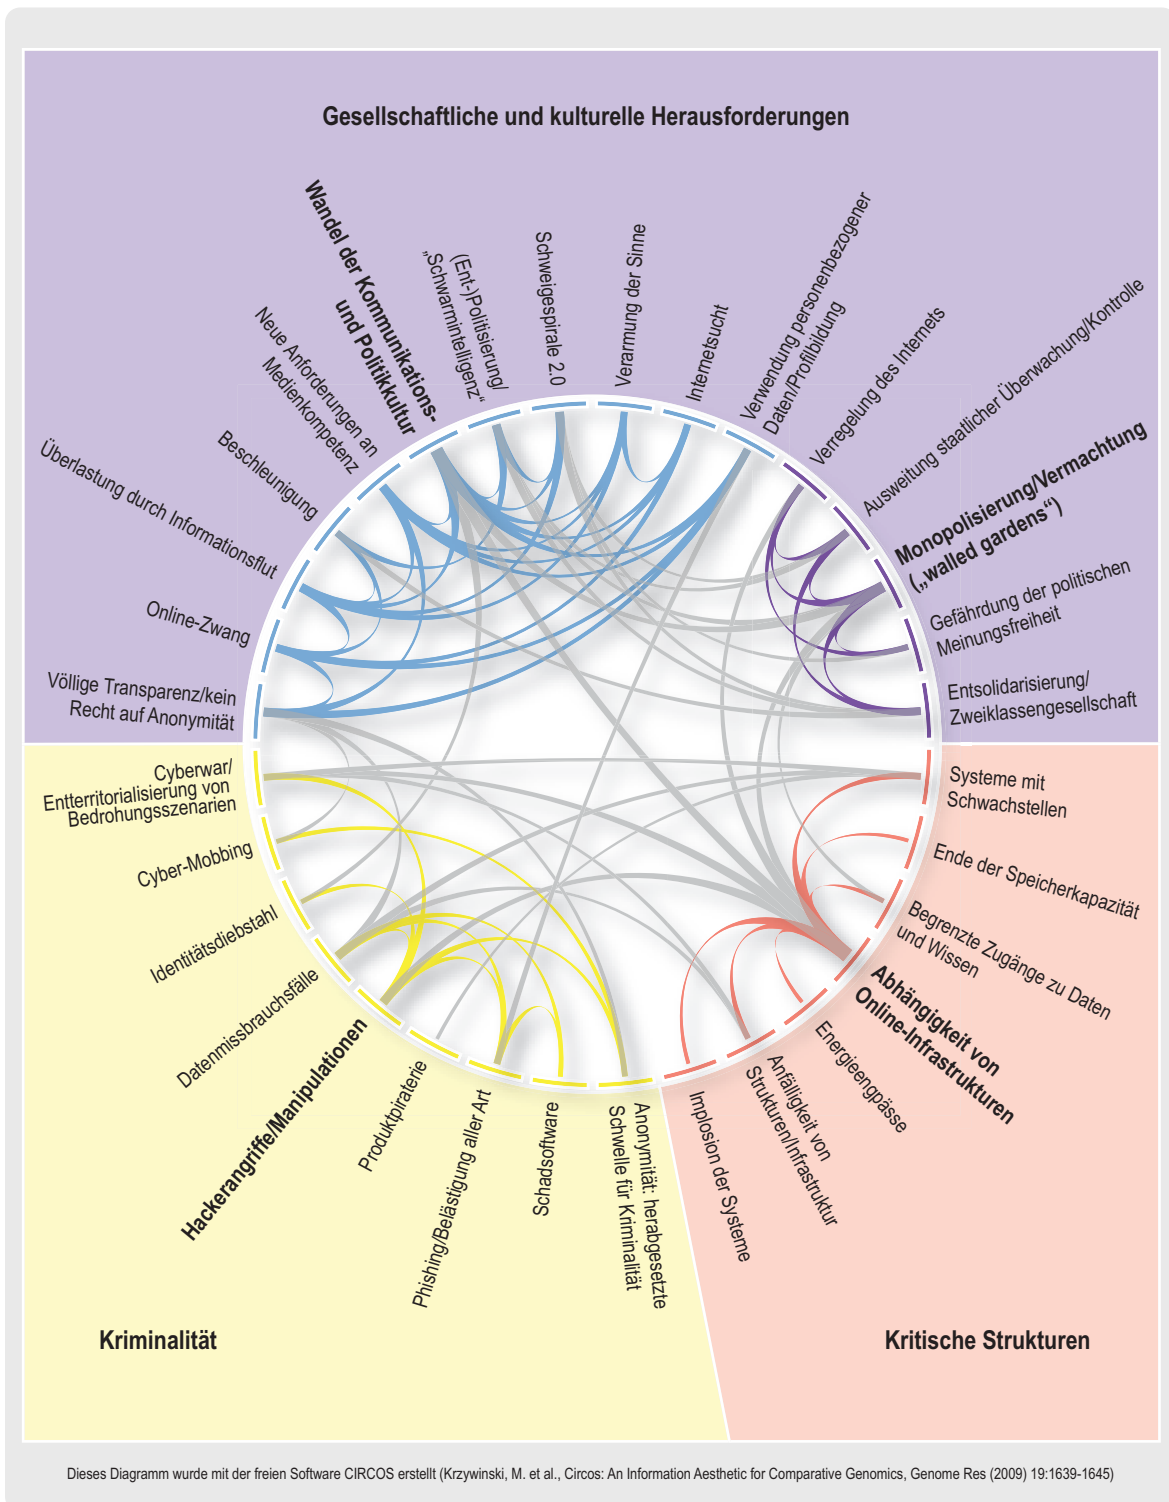 Gesellschaftliche und kulturelle Herausforderungen
Völlige Transparenz/kein
Recht auf Anonymität
Online-Zwang
Überlastung durch Informationsflut
Beschleunigung
Neue Anforderungen an
Medienkompetenz
Wandel der Kommunikations-
und Politikkultur
(Ent-)Politisierung/
„Schwarmintelligenz“
Schweigespirale 2.0
Verarmung der Sinne
Internetsucht
Verwendung personenbezogener
Daten/Profilbildung
Verregelung des Internets
Ausweitung staatlicher Überwachung/Kontrolle
Monopolisierung/Vermachtung
(„walled gardens“)
Gefährdung der politischen
Meinungsfreiheit
Entsolidarisierung/
Zweiklassengesellschaft
Systeme mit
Schwachstellen
Ende der Speicherkapazität
Begrenzte Zugänge zu Daten
und Wissen
Abhängigkeit von
Online-Infrastrukturen
Energieengpässe
Anfälligkeit von
Strukturen/Infrastruktur
Implosion der Systeme
Anonymität: herabgesetzte
Schwelle für Kriminalität
Schadsoftware
Phishing/Belästigung aller Art
Produktpiraterie
Hackerangriffe/Manipulationen
Datenmissbrauchsfälle
Identitätsdiebstahl
Cyber-Mobbing
Cyberwar/
Entterritorialisierung von
Bedrohungsszenarien
Kriminalität
Kritische Strukturen
Dieses Diagramm wurde mit der freien Software CIRCOS erstellt (Krzywinski, M. et al., Circos: An Information Aesthetic for Comparative Genomics, Genome Res (2009) 19:1639-1645)